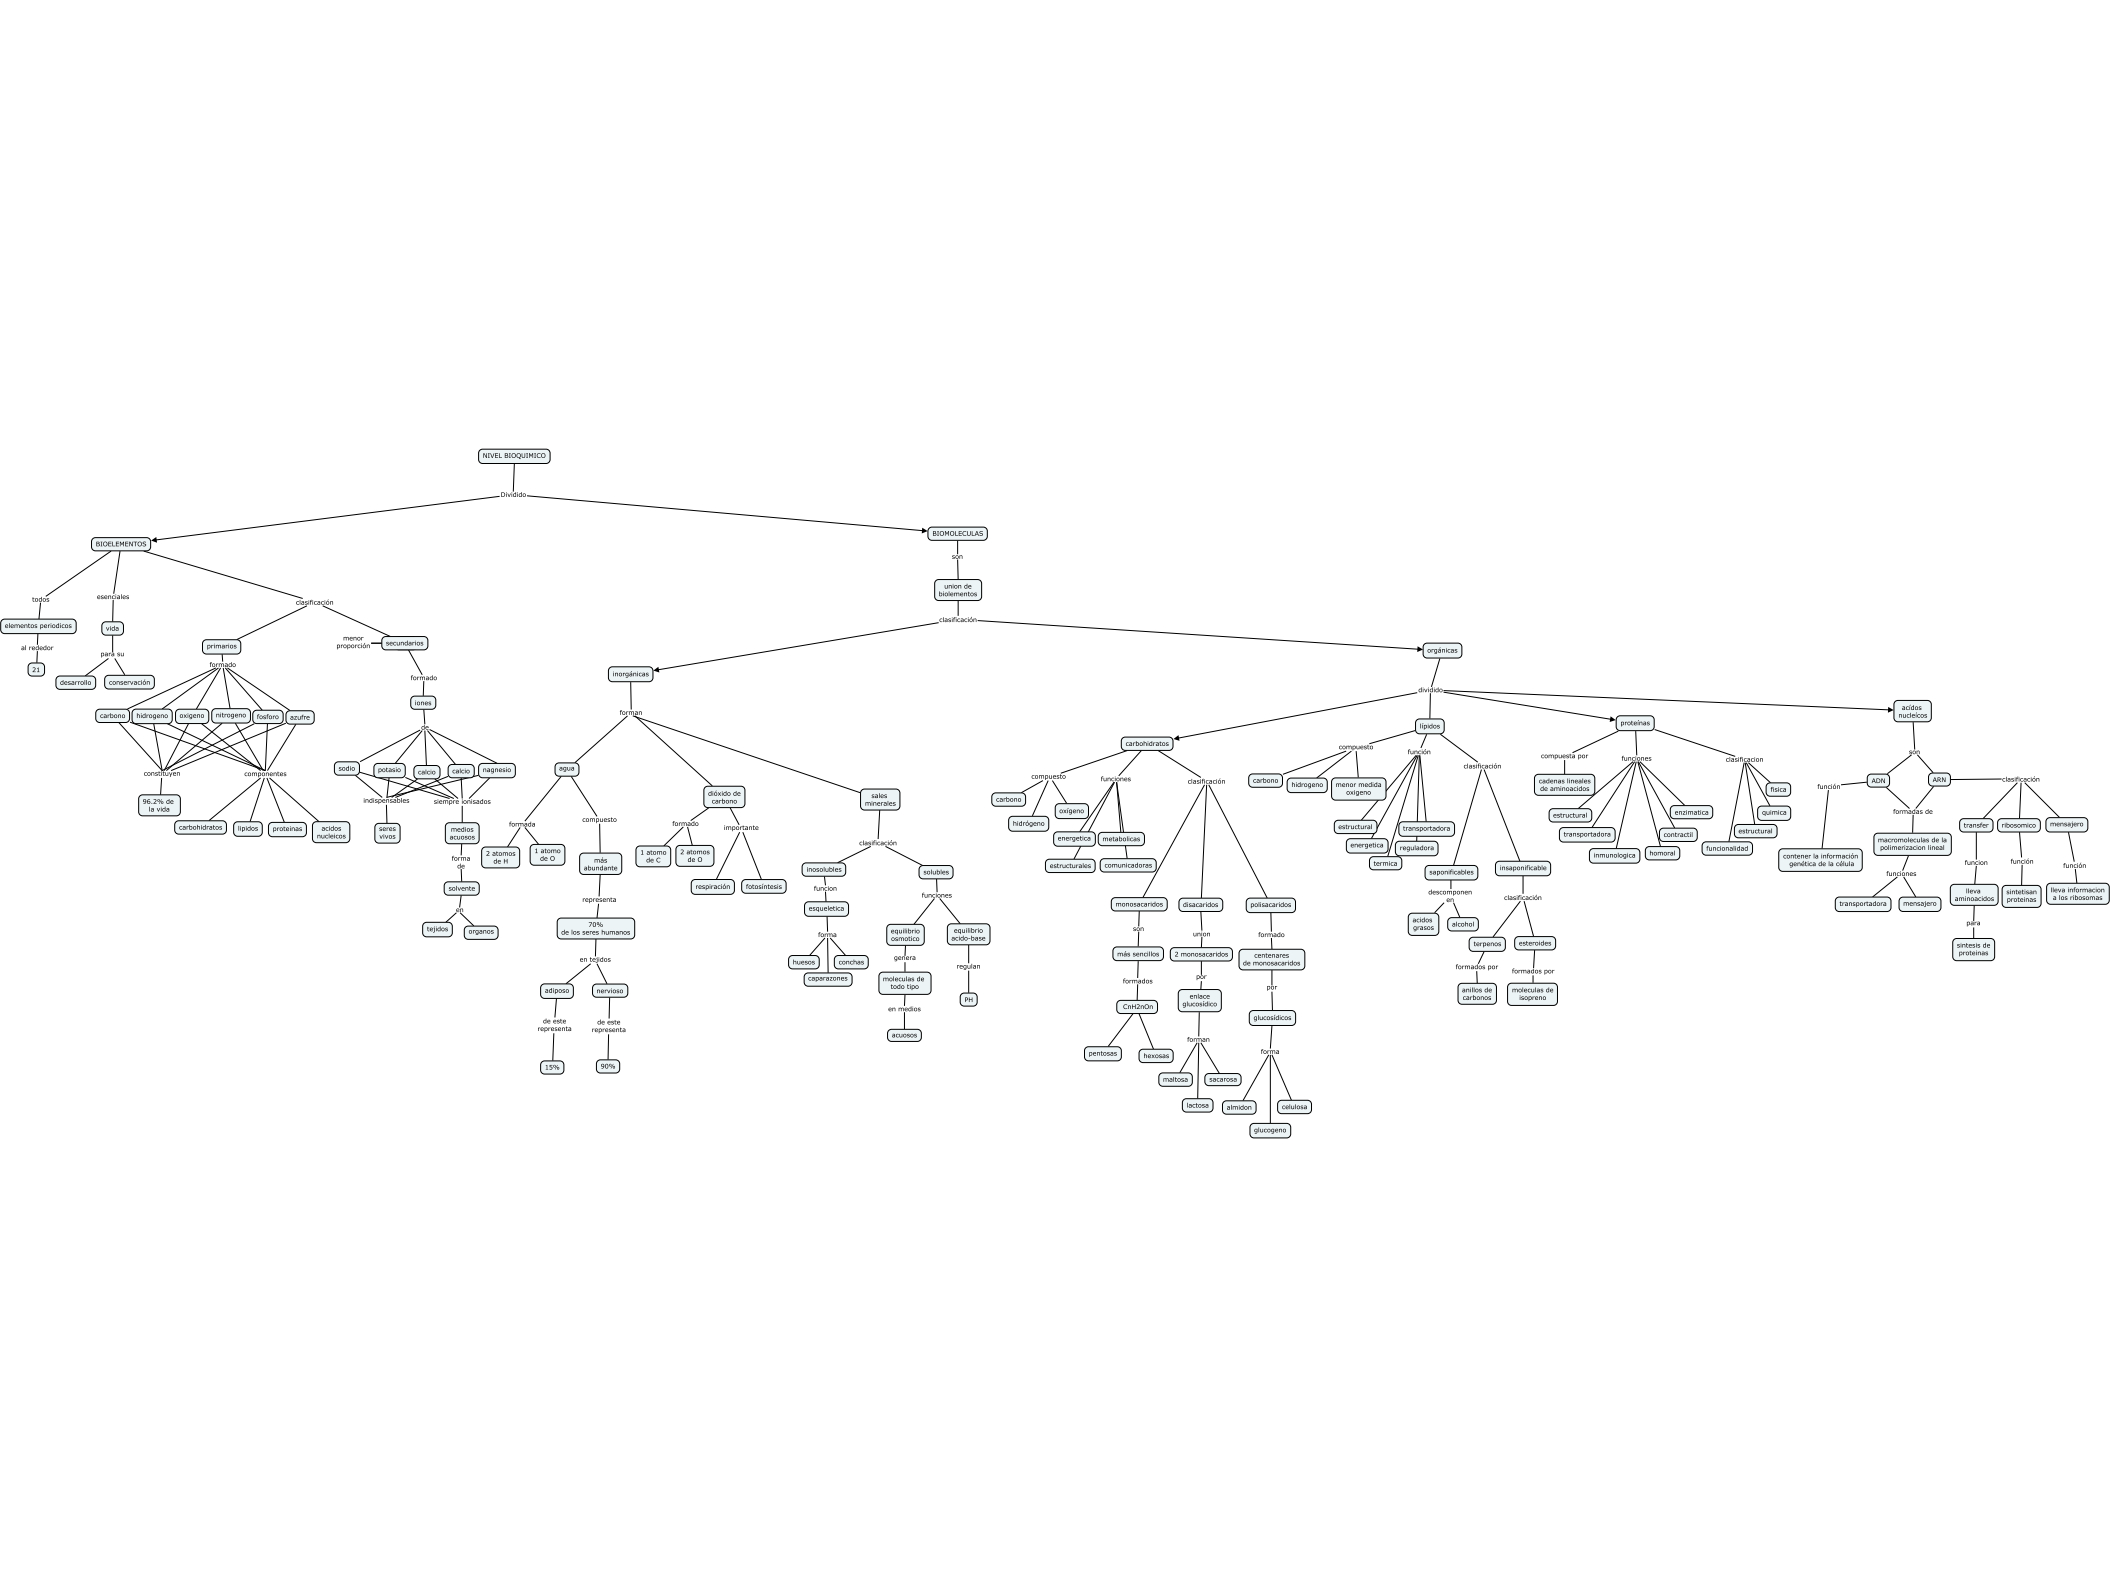 NIVEL BIOQUIMICO
Dividido
BIOELEMENTOS
BIOMOLECULAS
son
union de
biolementos
clasificación
todos
elementos periodicos
al rededor
21
esenciales
vida
para su
desarrollo
conservación
clasificación
primarios
formado
carbono
hidrogeno
oxigeno
nitrogeno
fosforo
azufre
constituyen
96.2% de
la vida
componentes
carbohidratos
lipidos
proteinas
acidos
nucleicos
menor
proporción
secundarios
formado
iones
de
sodio
potasio
calcio
calcio
nagnesio
indispensables
seres
vivos
siempre ionisados
medios
acuosos
forma
de
solvente
en
tejidos
organos
inorgánicas
forman
agua
formada
2 atomos
de H
1 atomo
de O
compuesto
más
abundante
representa
70%
de los seres humanos
en tejidos
adiposo
de este
representa
15%
nervioso
de este
representa
90%
dióxido de
carbono
formado
1 atomo
de C
2 atomos
de O
importante
respiración
fotosíntesis
sales
minerales
clasificación
inosolubles
funcion
esqueletica
forma
huesos
caparazones
conchas
solubles
funciones
equilibrio
osmotico
genera
moleculas de
todo tipo
en medios
acuosos
equilibrio
acido-base
regulan
PH
orgánicas
dividido
carbohidratos
compuesto
carbono
hidrógeno
oxígeno
funciones
energetica
metabolicas
estructurales
comunicadoras
clasificación
monosacaridos
son
más sencillos
formados
CnH2nOn
pentosas
hexosas
disacaridos
union
2 monosacaridos
por
enlace
glucosídico
forman
maltosa
lactosa
sacarosa
polisacaridos
formado
centenares
de monosacaridos
por
glucosídicos
forma
almidon
glucogeno
celulosa
lípidos
compuesto
carbono
hidrogeno
menor medida
oxigeno
función
estructural
energetica
termica
transportadora
reguladora
clasificación
saponificables
descomponen
en
acidos
grasos
alcohol
insaponificable
clasificación
terpenos
formados por
anillos de
carbonos
esteroides
formados por
moleculas de
isopreno
proteínas
compuesta por
cadenas lineales
de aminoacidos
funciones
estructural
transportadora
inmunologica
homoral
contractil
enzimatica
clasificacion
fisica
quimica
estructural
funcionalidad
acídos
nucleícos
son
ADN
ARN
función
contener la información
genética de la célula
formadas de
macromoleculas de la
polimerizacion lineal
funciones
transportadora
mensajero
clasificación
transfer
funcion
lleva
aminoacidos
para
sintesis de
proteinas
ribosomico
función
sintetisan
proteinas
mensajero
función
lleva informacion
a los ribosomas